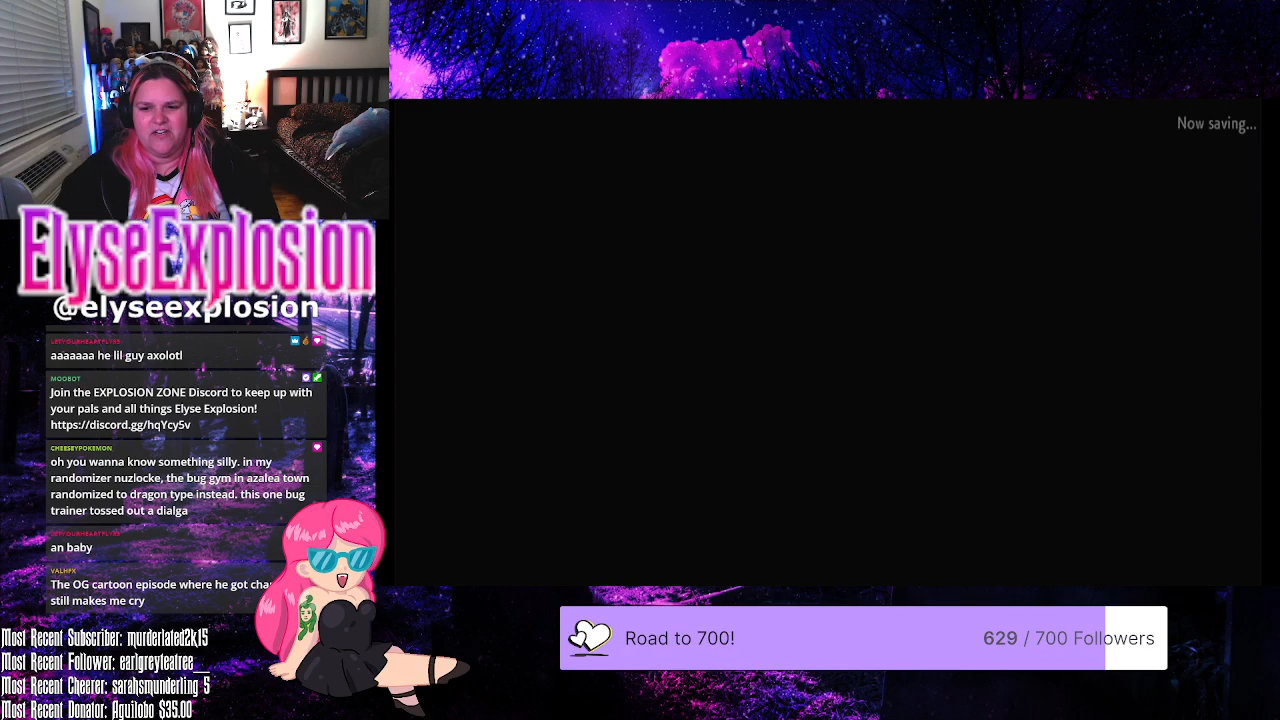 Now saving...
ElyseExplosion
@elyseexplosion
aaaaaaa he lil guy axolotl
MOOBOT
Join the EXPLOSION ZONE Discord to keep up with
your pals and all things Elyse Explosion!
https://discord.gg/hqYcy5v
CHEESEYPOKEMON
oh you wanna know something silly. in my
randomizer nuzlocke, the bug gym in azalea town
randomized to dragon type instead. this one bug
trainer tossed out a dialga
an baby
VALHFX
The OG cartoon episode where he got cha
still makes me cry
Most Recent Subscriber: murderlated2k15
Most Recent Follower: earlgreyteatree__
Most Recent Cheerer: sarahsmunderling 5
Most Recent Donator: Aguilobo $35.00
Road to 700!
629 / 700 Followers